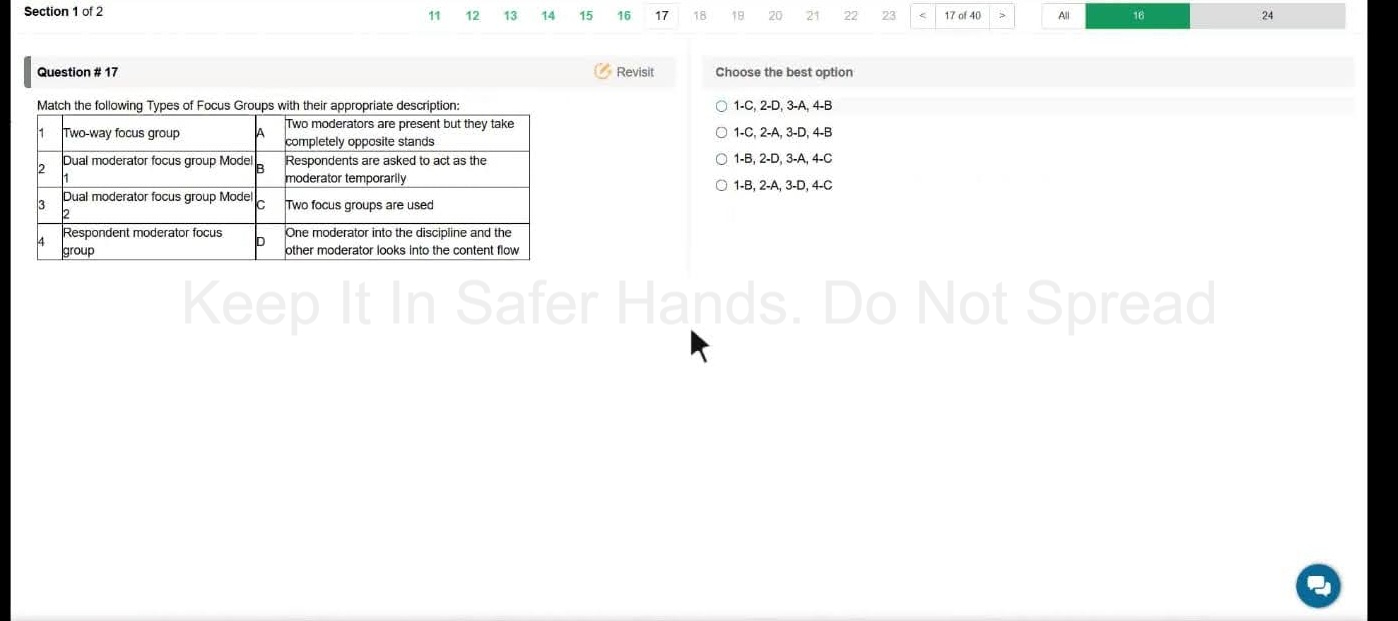 Section 1 of 2
11 12 13 14 15 16 17 18 19 20 21 22 23 < 17 of 40 > All 16 24
Question # 17
Revisit
Match the following Types of Focus Groups with their appropriate description:
1 Two-way focus group A Two moderators are present but they take
completely opposite stands
2 Dual moderator focus group Model
1 B Respondents are asked to act as the
moderator temporarily
3 Dual moderator focus group Model
2 C Two focus groups are used
4 Respondent moderator focus
group D One moderator into the discipline and the
other moderator looks into the content flow
Choose the best option
1-C, 2-D, 3-A, 4-B
1-C, 2-A, 3-D, 4-B
1-B, 2-D, 3-A, 4-C
1-B, 2-A, 3-D, 4-C
Keep It In Safer Hands. Do Not Spread